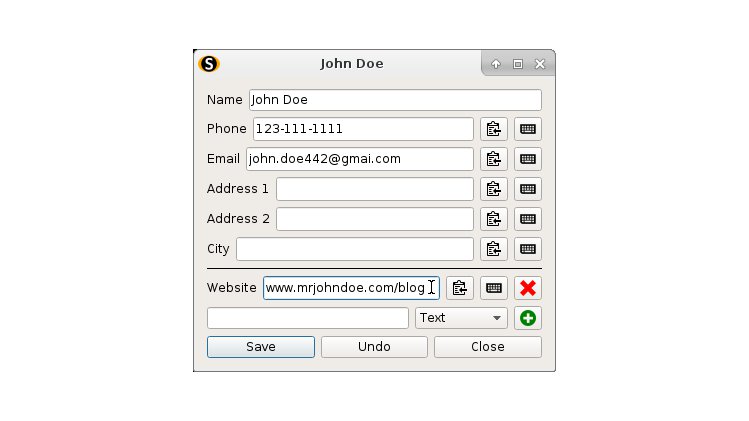 S John Doe
Name John Doe
Phone 123-111-1111
Email john.doe442@gmai.com
Address 1
Address 2
City
Website www.mrjohndoe.com/blog
Text
Save Undo Close